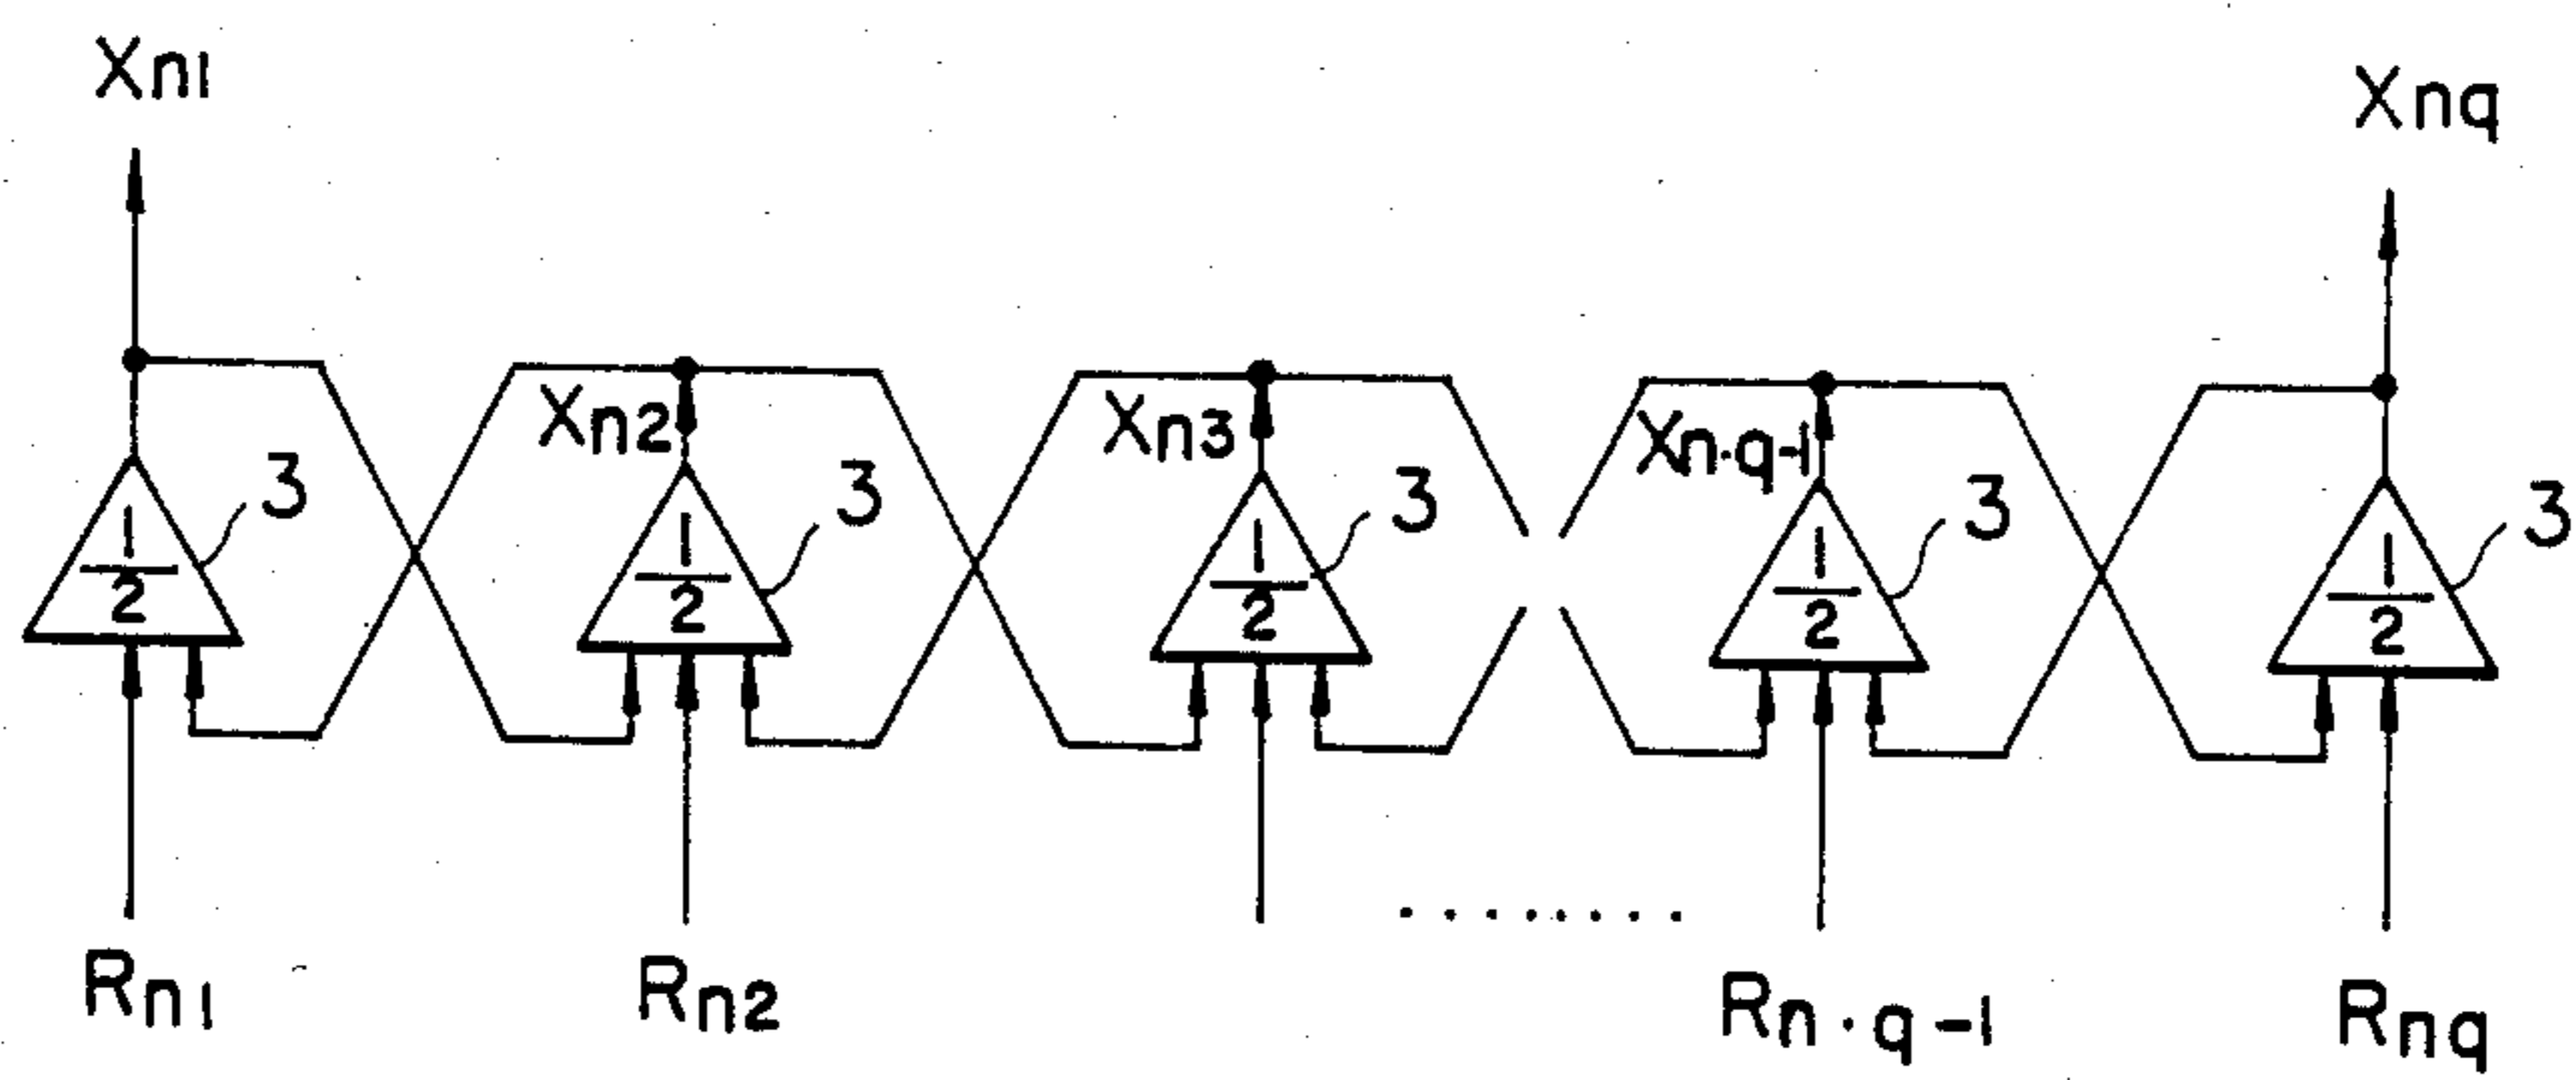 Xn1
Xnq
Xn2
Xn3
Xn·q-1
3
3
3
3
3
1/2
1/2
1/2
1/2
1/2
Rn1
Rn2
........
Rn·q-1
Rnq